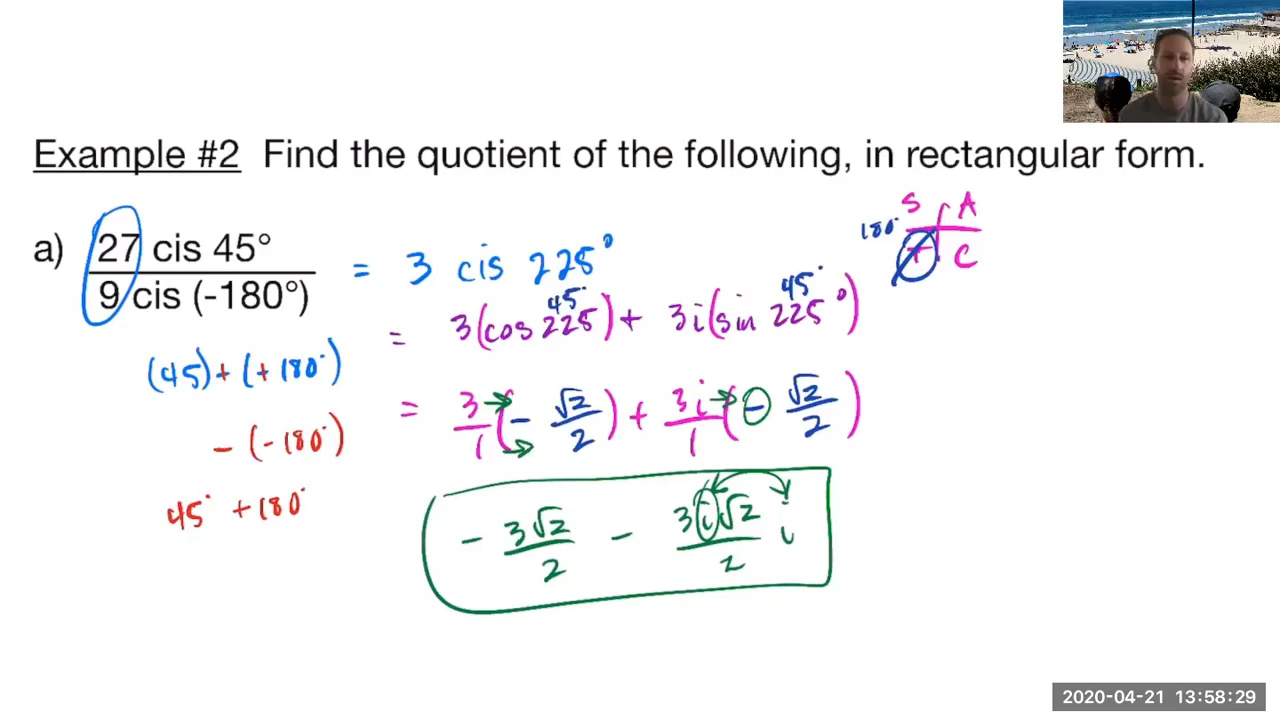 Example #2 Find the quotient of the following, in rectangular form.
S A
180°
T C
a) 27 cis 45° / 9 cis (-180°) = 3 cis 225°
45° 45°
= 3(cos 225) + 3i(sin 225°)
(45) + (+180°)
= 3/1 (- √2/2) + 3i/1 (- √2/2)
- (-180°)
45° + 180°
- 3√2/2 - 3i√2/2 i
2020-04-21 13:58:29